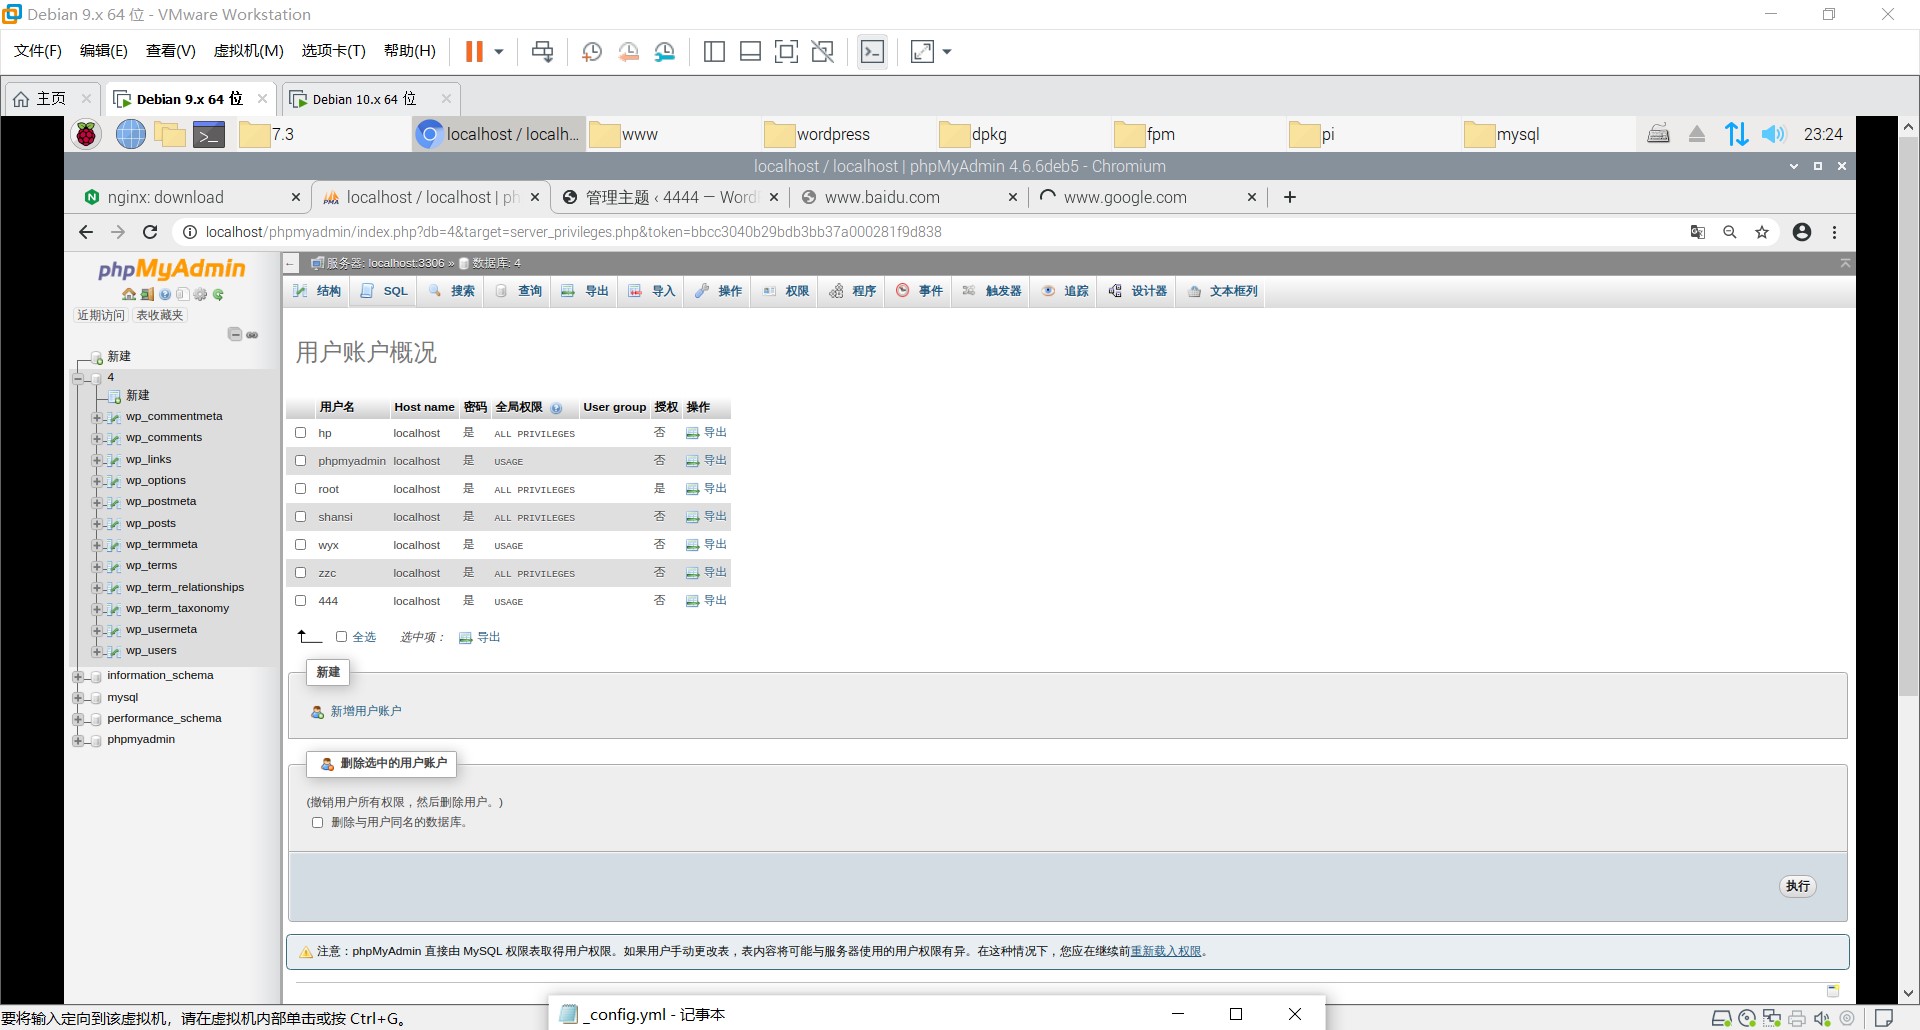 Debian 9.x 64 位 - VMware Workstation
文件(F) 编辑(E) 查看(V) 虚拟机(M) 选项卡(T) 帮助(H)
主页 Debian 9.x 64 位 Debian 10.x 64 位
7.3 localhost / localh... www wordpress dpkg fpm pi mysql 23:24
localhost / localhost | phpMyAdmin 4.6.6deb5 - Chromium
nginx: download localhost / localhost | ph 管理主题 ‹ 4444 — Word www.baidu.com www.google.com
localhost/phpmyadmin/index.php?db=4&target=server_privileges.php&token=bbcc3040b29bdb3bb37a000281f9d838
phpMyAdmin
近期访问 表收藏夹
新建
4
新建
wp_commentmeta
wp_comments
wp_links
wp_options
wp_postmeta
wp_posts
wp_termmeta
wp_terms
wp_term_relationships
wp_term_taxonomy
wp_usermeta
wp_users
information_schema
mysql
performance_schema
phpmyadmin
服务器: localhost:3306 » 数据库: 4
结构 SQL 搜索 查询 导出 导入 操作 权限 程序 事件 触发器 追踪 设计器 文本框列
用户账户概况
用户名 Host name 密码 全局权限 User group 授权 操作
hp localhost 是 ALL PRIVILEGES 否 导出
phpmyadmin localhost 是 USAGE 否 导出
root localhost 是 ALL PRIVILEGES 是 导出
shansi localhost 是 ALL PRIVILEGES 否 导出
wyx localhost 是 USAGE 否 导出
zzc localhost 是 ALL PRIVILEGES 否 导出
444 localhost 是 USAGE 否 导出
全选 选中项： 导出
新建
新增用户账户
删除选中的用户账户
(撤销用户所有权限，然后删除用户。)
删除与用户同名的数据库。
执行
注意：phpMyAdmin 直接由 MySQL 权限表取得用户权限。如果用户手动更改表，表内容将可能与服务器使用的用户权限有异。在这种情况下，您应在继续前重新载入权限。
_config.yml - 记事本
要将输入定向到该虚拟机，请在虚拟机内部单击或按 Ctrl+G。